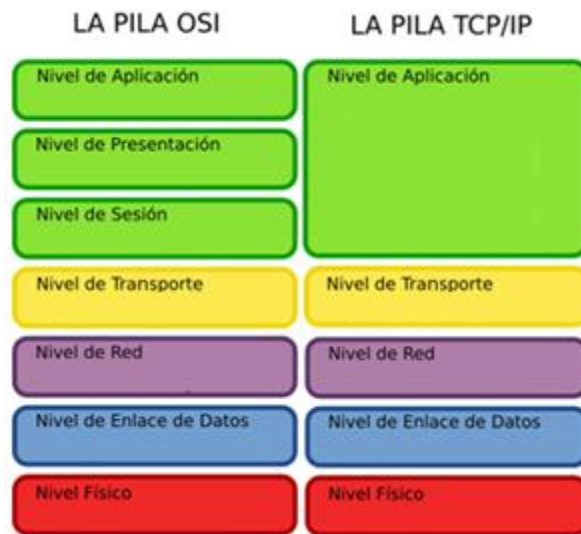 LA PILA OSI
Nivel de Aplicación
Nivel de Presentación
Nivel de Sesión
Nivel de Transporte
Nivel de Red
Nivel de Enlace de Datos
Nivel Físico
LA PILA TCP/IP
Nivel de Aplicación
Nivel de Transporte
Nivel de Red
Nivel de Enlace de Datos
Nivel Físico